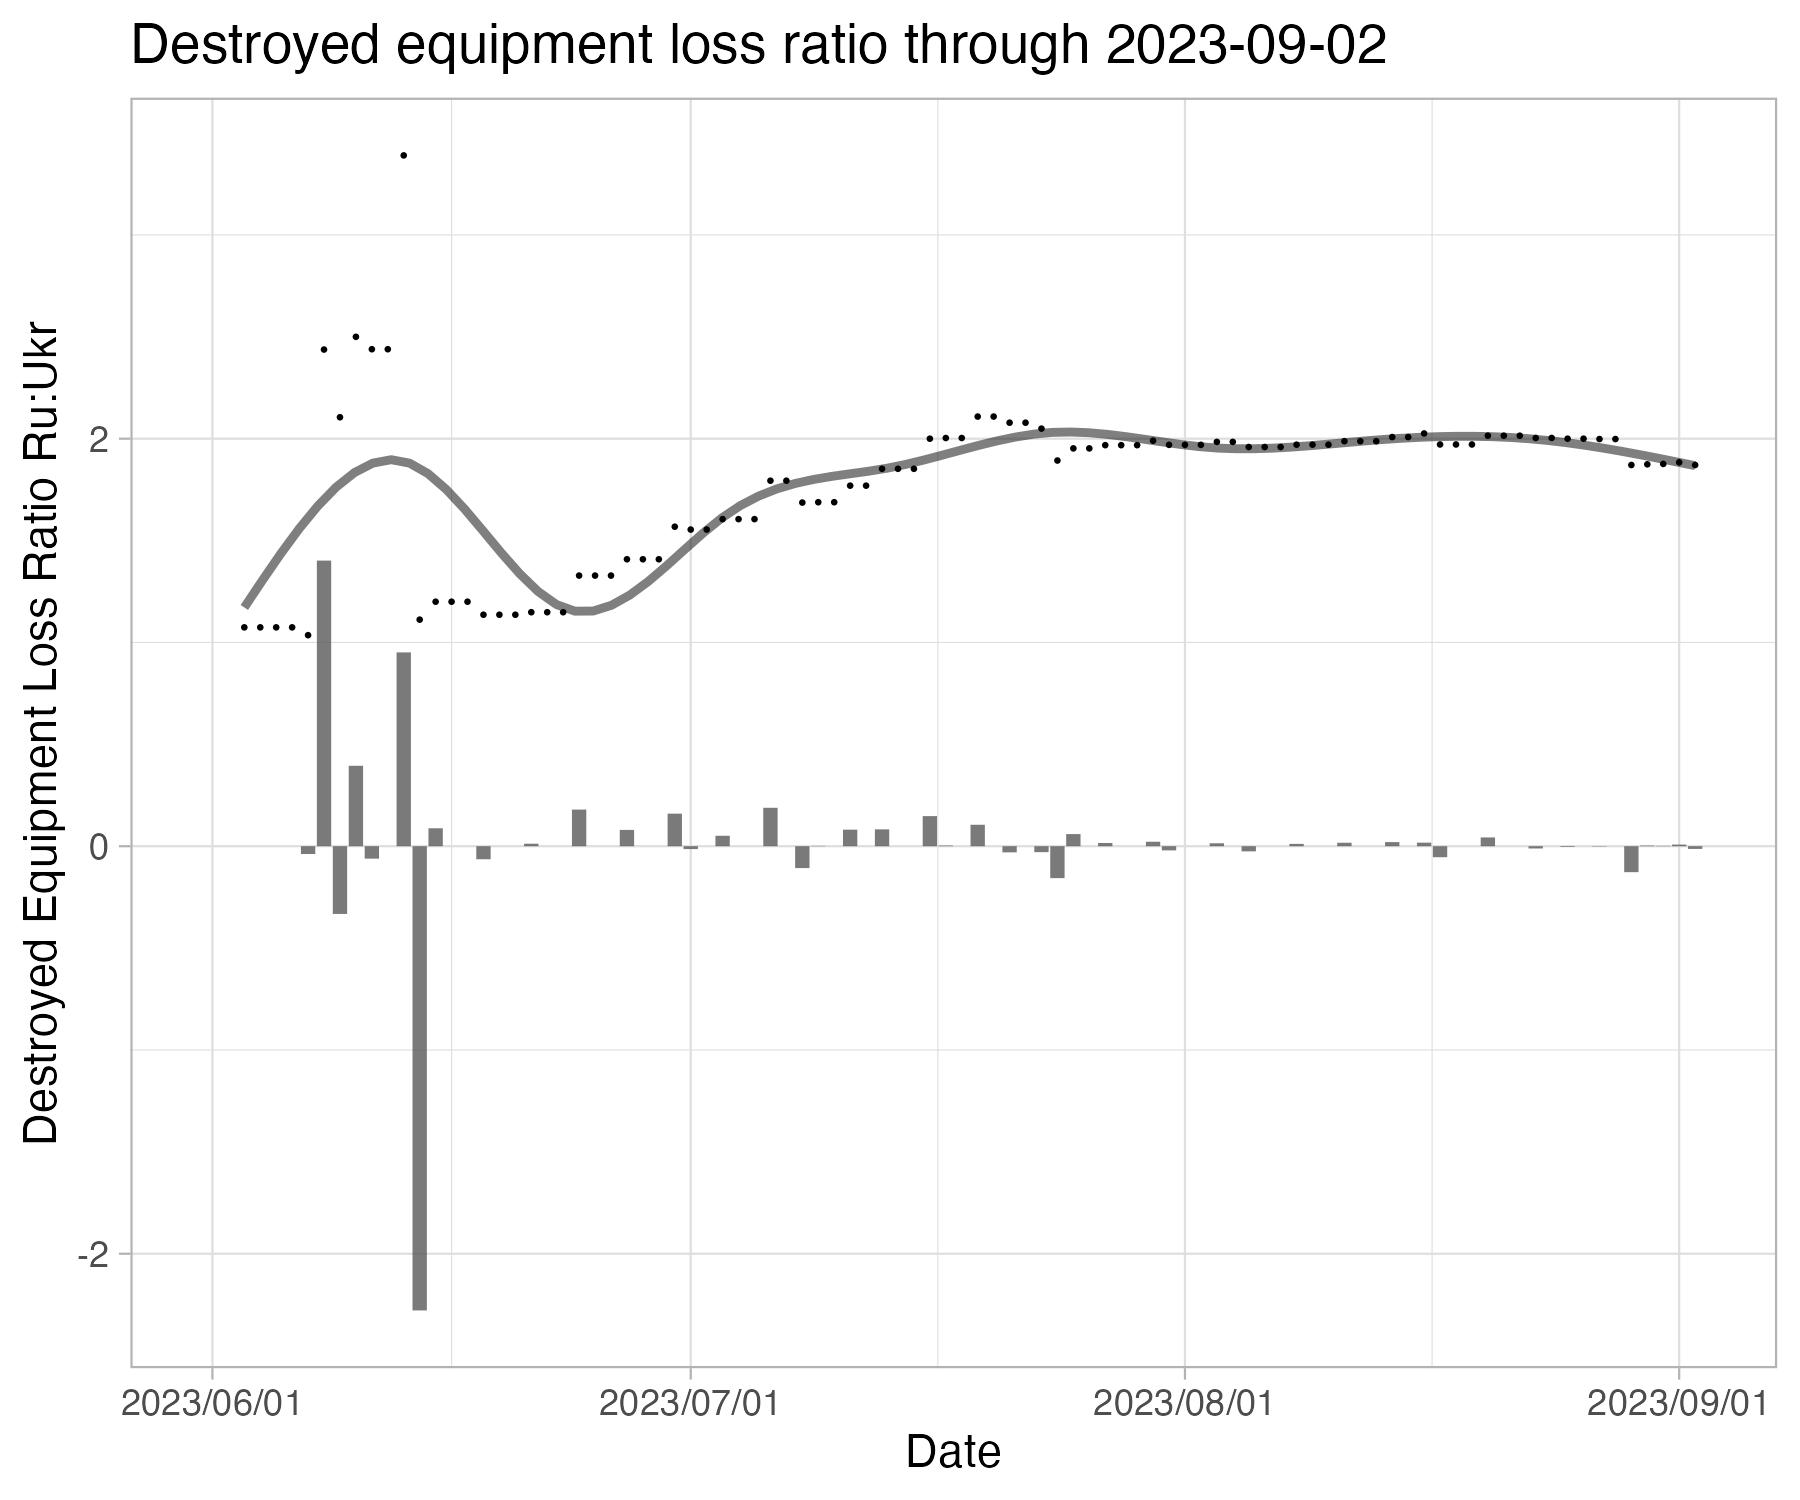 Destroyed equipment loss ratio through 2023-09-02
Destroyed Equipment Loss Ratio Ru:Ukr
2
0
-2
2023/06/01
2023/07/01
2023/08/01
2023/09/01
Date